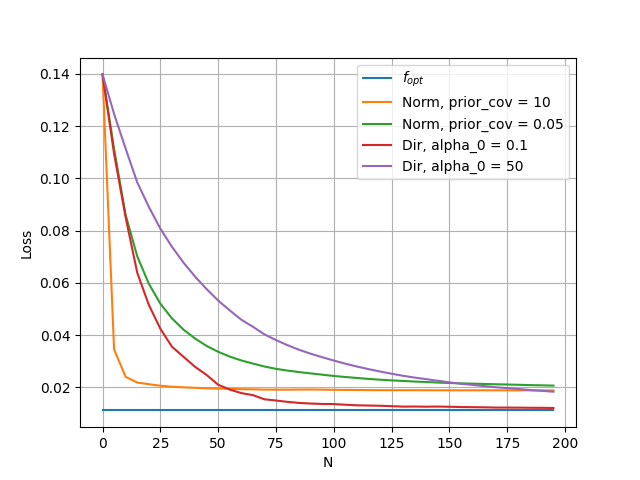 0.14
0.12
0.10
0.08
0.06
0.04
0.02
Loss
0 25 50 75 100 125 150 175 200
N
f_opt
Norm, prior_cov = 10
Norm, prior_cov = 0.05
Dir, alpha_0 = 0.1
Dir, alpha_0 = 50